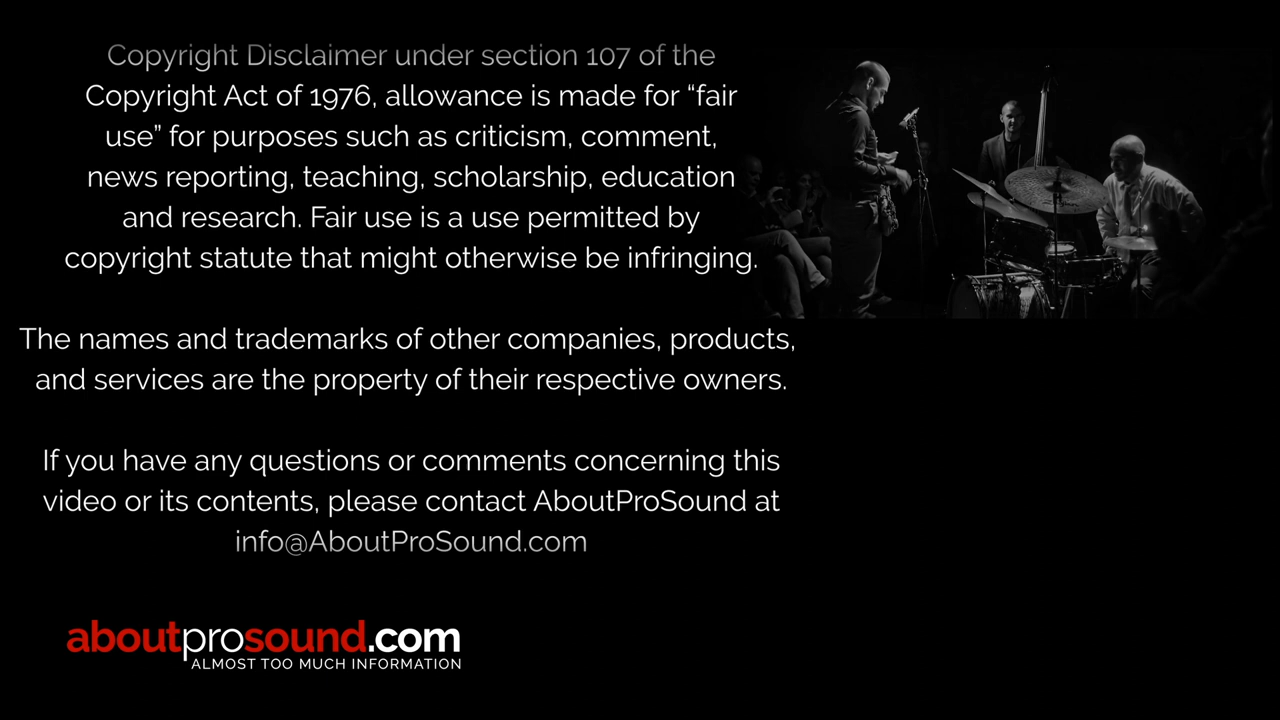 Copyright Disclaimer under section 107 of the
Copyright Act of 1976, allowance is made for “fair
use” for purposes such as criticism, comment,
news reporting, teaching, scholarship, education
and research. Fair use is a use permitted by
copyright statute that might otherwise be infringing.
The names and trademarks of other companies, products,
and services are the property of their respective owners.
If you have any questions or comments concerning this
video or its contents, please contact AboutProSound at
info@AboutProSound.com
aboutprosound.com
ALMOST TOO MUCH INFORMATION